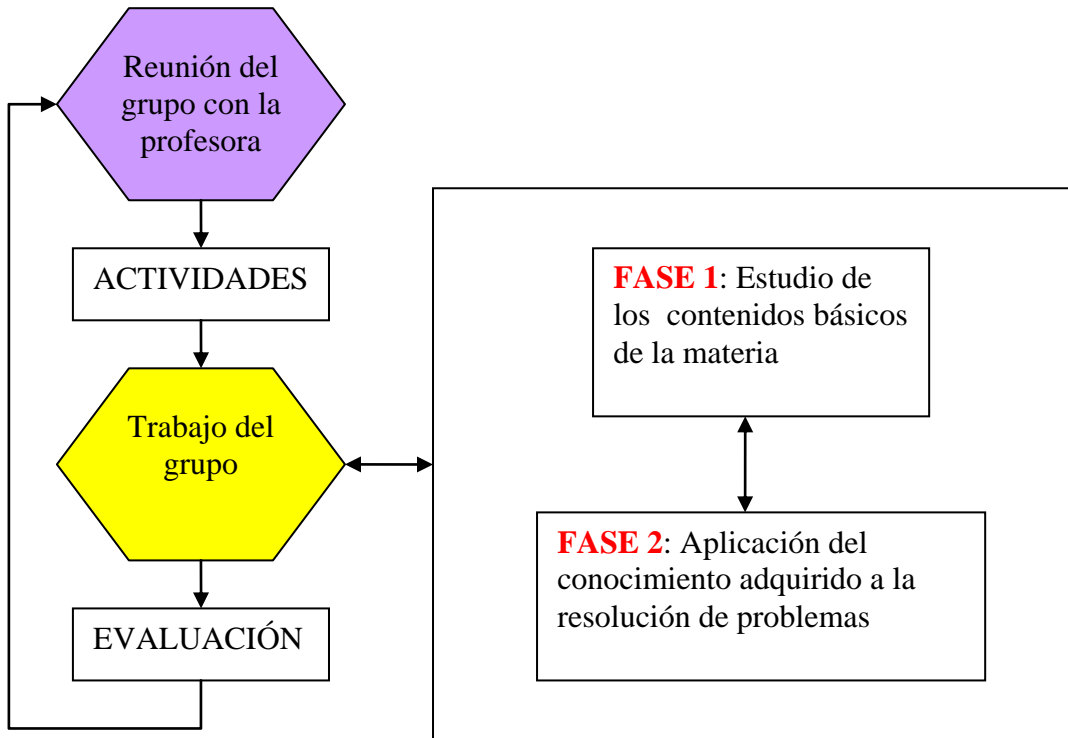 Reunión del
grupo con la
profesora
ACTIVIDADES
Trabajo del
grupo
EVALUACIÓN
FASE 1: Estudio de
los contenidos básicos
de la materia
FASE 2: Aplicación del
conocimiento adquirido a la
resolución de problemas